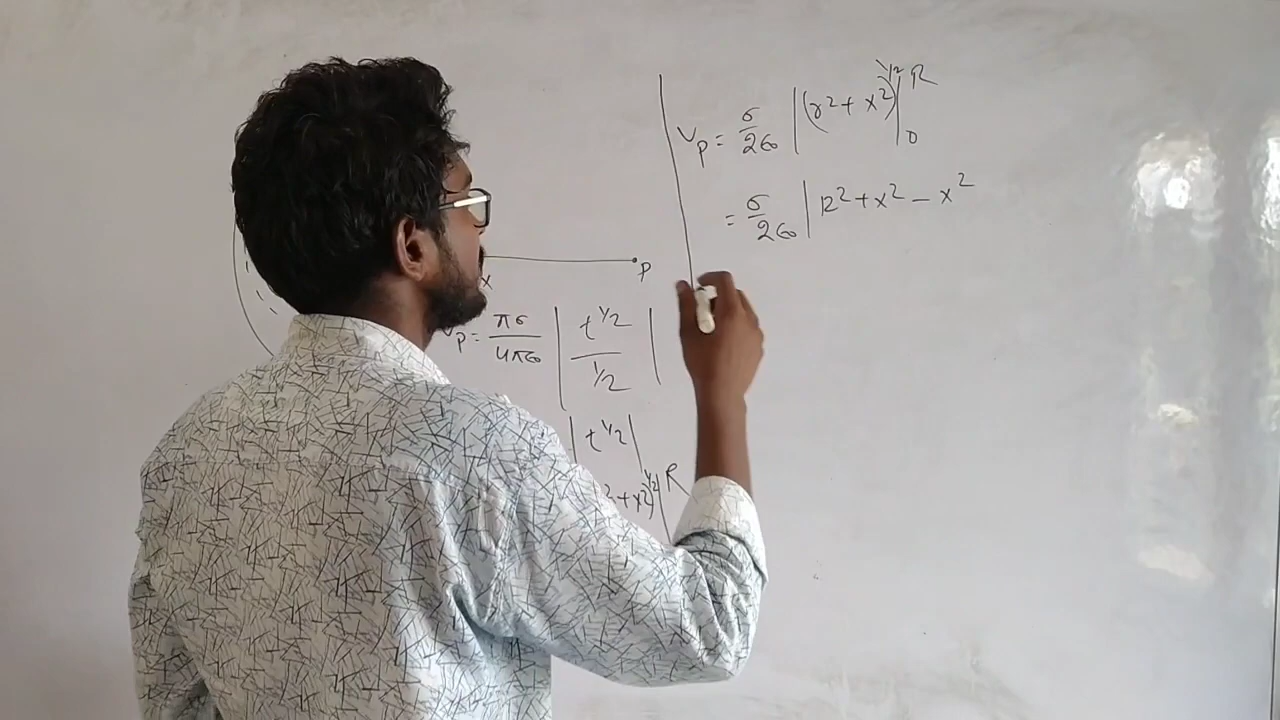 x P
Vp = πσ/4πε₀ | t^1/2 / 1/2 |
| t^1/2 |
²+x²)^1/2 | R
Vp = σ/2ε₀ | (r²+x²)^1/2 | R 0
= σ/2ε₀ | R²+x² – x²